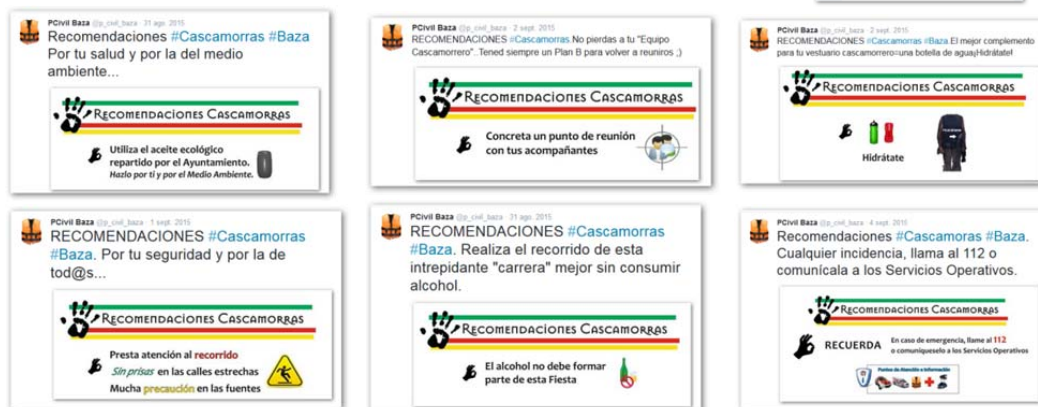 PCivil Baza @p_civil_baza · 31 ago. 2015
Recomendaciones #Cascamorras #Baza
Por tu salud y por la del medio
ambiente...
RECOMENDACIONES CASCAMORRAS
Utiliza el aceite ecológico
repartido por el Ayuntamiento.
Hazlo por ti y por el Medio Ambiente.
PCivil Baza @p_civil_baza · 2 sept. 2015
RECOMENDACIONES #Cascamorras.No pierdas a tu "Equipo
Cascamorrero"..Tened siempre un Plan B para volver a reuniros ;)
RECOMENDACIONES CASCAMORRAS
Concreta un punto de reunión
con tus acompañantes
PCivil Baza @p_civil_baza · 2 sept. 2015
RECOMENDACIONES #Cascamorras #Baza.El mejor complemento
para tu vestuario cascamorrero=una botella de agua¡Hidrátate!
RECOMENDACIONES CASCAMORRAS
Hidrátate
PCivil Baza @p_civil_baza · 1 sept. 2015
RECOMENDACIONES #Cascamorras
#Baza. Por tu seguridad y por la de
tod@s...
RECOMENDACIONES CASCAMORRAS
Presta atención al recorrido
Sin prisas en las calles estrechas
Mucha precaución en las fuentes
PCivil Baza @p_civil_baza · 31 ago. 2015
RECOMENDACIONES #Cascamorras
#Baza. Realiza el recorrido de esta
intrepidante "carrera" mejor sin consumir
alcohol.
RECOMENDACIONES CASCAMORRAS
El alcohol no debe formar
parte de esta Fiesta
PCivil Baza @p_civil_baza · 4 sept. 2015
Recomendaciones #Cascamoras #Baza.
Cualquier incidencia, llama al 112 o
comunícala a los Servicios Operativos.
RECOMENDACIONES CASCAMORRAS
RECUERDA
En caso de emergencia, llame al 112
o comuníqueselo a los Servicios Operativos
Puntos de Atención e Información